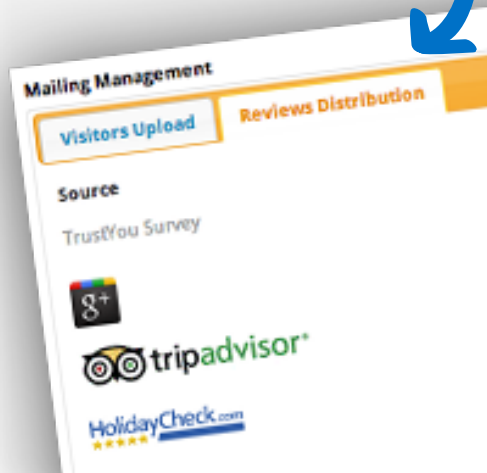 Mailing Management
Visitors Upload
Reviews Distribution
Source
TrustYou Survey
g+
tripadvisor®
HolidayCheck.com